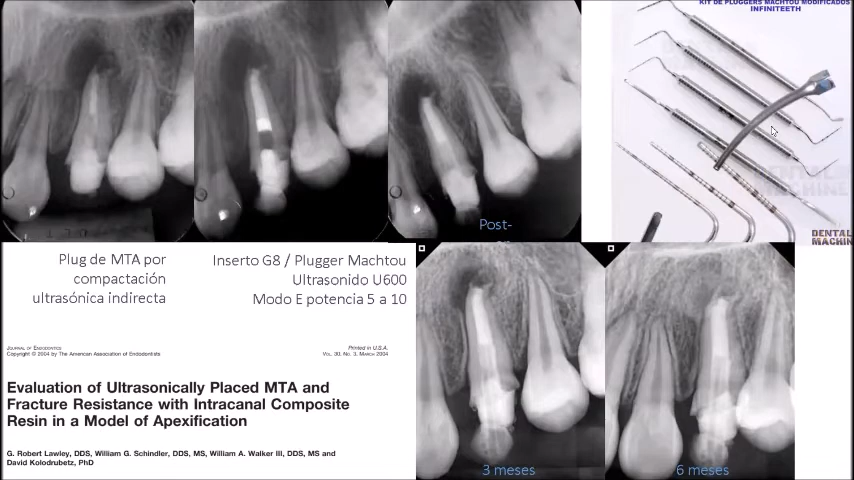 KIT DE PLUGGERS MACHTOU MODIFICADOS
INFINITEETH
DENTAL
MACHINE
DENTAL
MACHIN
Post-
Plug de MTA por
compactación
ultrasónica indirecta
Inserto G8 / Plugger Machtou
Ultrasonido U600
Modo E potencia 5 a 10
JOURNAL OF ENDODONTICS
Copyright © 2004 by The American Association of Endodontists
Printed in U.S.A.
VOL. 30, NO. 3, MARCH 2004
Evaluation of Ultrasonically Placed MTA and
Fracture Resistance with Intracanal Composite
Resin in a Model of Apexification
G. Robert Lawley, DDS, William G. Schindler, DDS, MS, William A. Walker III, DDS, MS and
David Kolodrubetz, PhD
3 meses
6 meses